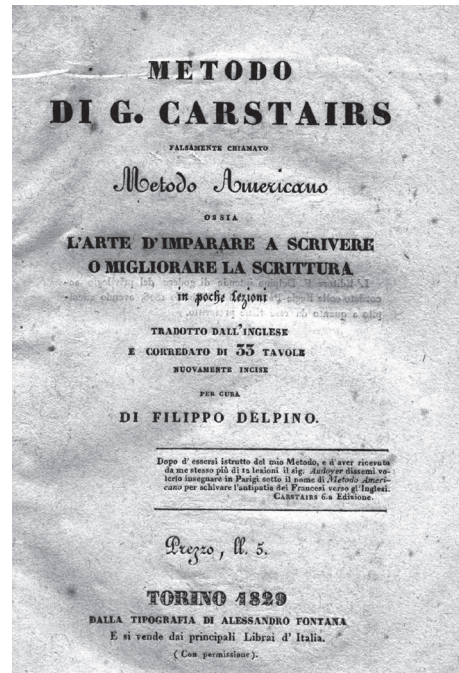 METODO
DI G. CARSTAIRS
FALSAMENTE CHIAMATO
Metodo Americano
OSSIA
L'ARTE D'IMPARARE A SCRIVERE
O MIGLIORARE LA SCRITTURA
in poche Lezioni
TRADOTTO DALL'INGLESE
E CORREDATO DI 33 TAVOLE
NUOVAMENTE INCISE
PER CURA
DI FILIPPO DELPINO.
Dopo d'essersi istrutto del mio Metodo, e d'aver ricevuto
da me stesso più di 12 lezioni il sig. Audoyer dissemi vo-
lerlo insegnare in Parigi sotto il nome di Metodo Ameri-
cano per schivare l'antipatia dei Francesi verso gl'Inglesi.
CARSTAIRS 6.a Edizione.
Prezzo, ll. 5.
TORINO 1829
DALLA TIPOGRAFIA DI ALESSANDRO FONTANA
E si vende dai principali Librai d'Italia.
( Con permissione ).